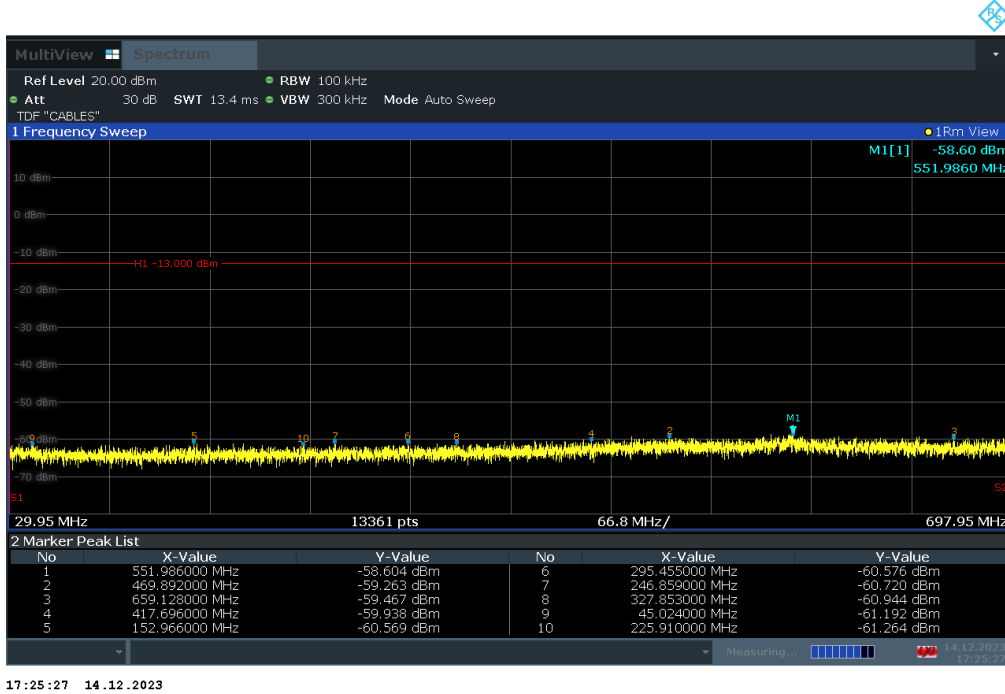 R&S
MultiView Spectrum
Ref Level 20.00 dBm RBW 100 kHz
Att 30 dB SWT 13.4 ms VBW 300 kHz Mode Auto Sweep
TDF "CABLES"
1 Frequency Sweep 1Rm View
M1[1] -58.60 dBm
551.9860 MHz
10 dBm
0 dBm
-10 dBm
H1 -13.000 dBm
-20 dBm
-30 dBm
-40 dBm
-50 dBm
M1
9 5 10 7 6 8 4 2 3
-60 dBm
-70 dBm
S1 S2
29.95 MHz 13361 pts 66.8 MHz/ 697.95 MHz
2 Marker Peak List
No X-Value Y-Value No X-Value Y-Value
1 551.986000 MHz -58.604 dBm 6 295.455000 MHz -60.576 dBm
2 469.892000 MHz -59.263 dBm 7 246.859000 MHz -60.720 dBm
3 659.128000 MHz -59.467 dBm 8 327.853000 MHz -60.944 dBm
4 417.696000 MHz -59.938 dBm 9 45.024000 MHz -61.192 dBm
5 152.966000 MHz -60.569 dBm 10 225.910000 MHz -61.264 dBm
Measuring... 14.12.2023
17:25:27
17:25:27 14.12.2023